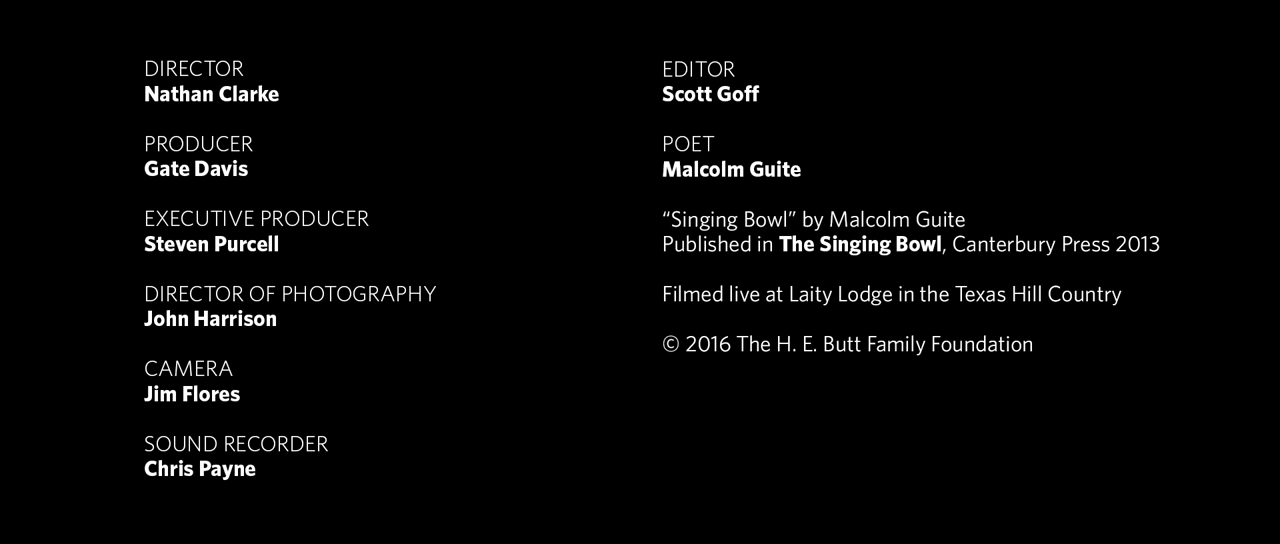 DIRECTOR
Nathan Clarke
PRODUCER
Gate Davis
EXECUTIVE PRODUCER
Steven Purcell
DIRECTOR OF PHOTOGRAPHY
John Harrison
CAMERA
Jim Flores
SOUND RECORDER
Chris Payne
EDITOR
Scott Goff
POET
Malcolm Guite
“Singing Bowl” by Malcolm Guite
Published in The Singing Bowl, Canterbury Press 2013
Filmed live at Laity Lodge in the Texas Hill Country
© 2016 The H. E. Butt Family Foundation